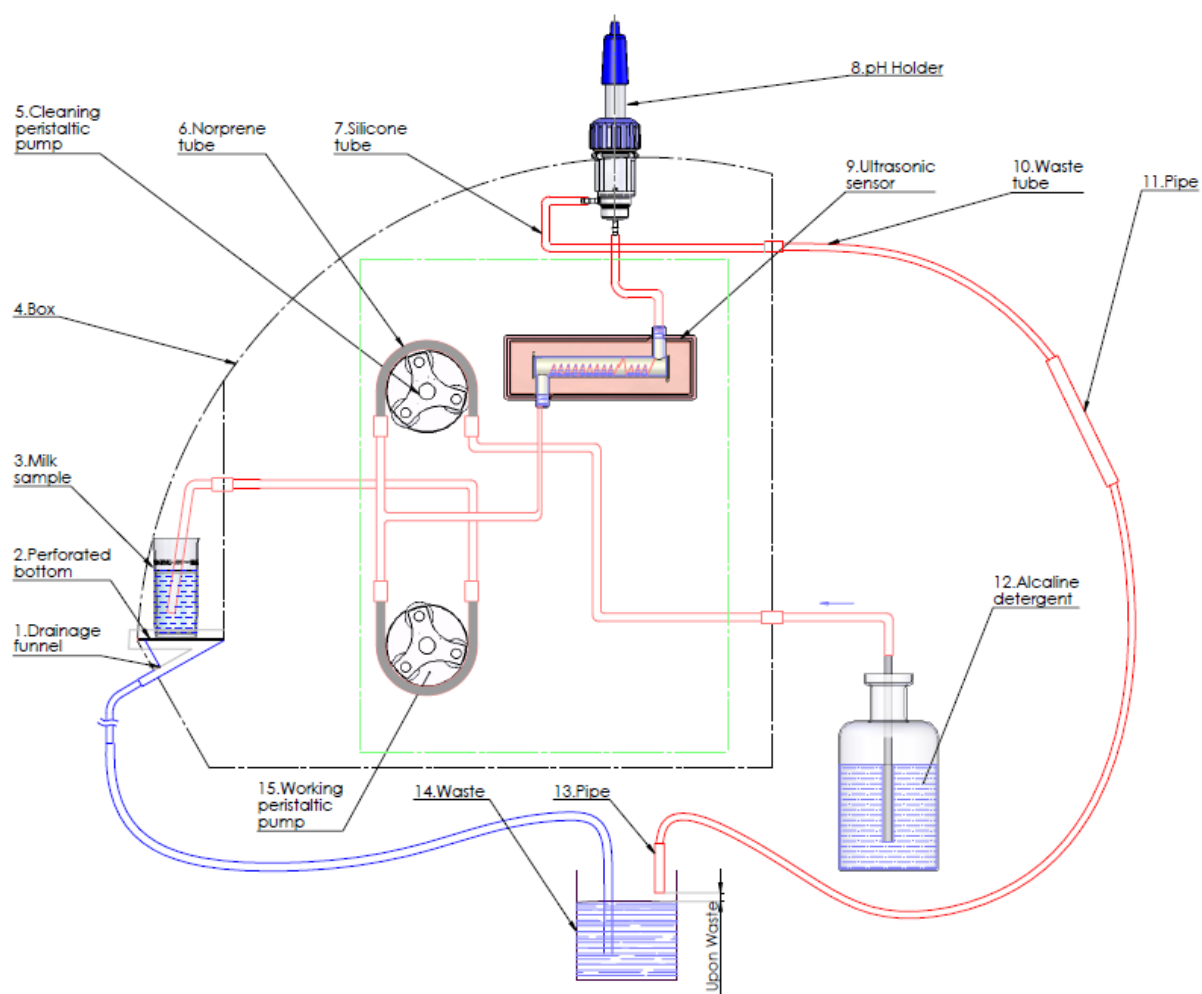 8.pH Holder
5.Cleaning
peristaltic
pump
6.Norprene
tube
7.Silicone
tube
9.Ultrasonic
sensor
10.Waste
tube
11.Pipe
4.Box
3.Milk
sample
2.Perforated
bottom
1.Drainage
funnel
12.Alcaline
detergent
15.Working
peristaltic
pump
14.Waste
13.Pipe
Upon Waste